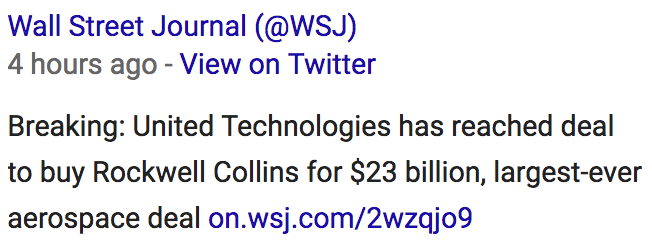 Wall Street Journal (@WSJ)
4 hours ago - View on Twitter
Breaking: United Technologies has reached deal
to buy Rockwell Collins for $23 billion, largest-ever
aerospace deal on.wsj.com/2wzqjo9